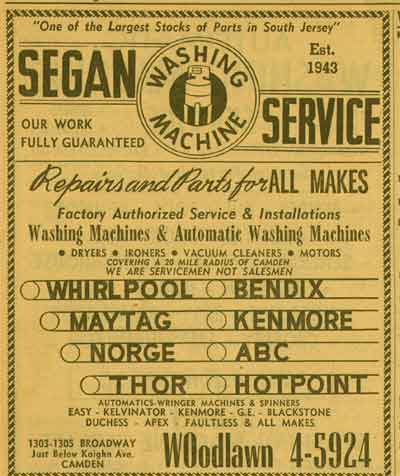 "One of the Largest Stocks of Parts in South Jersey"
SEGAN
WASHING MACHINE
Est.
1943
SERVICE
OUR WORK
FULLY GUARANTEED
Repairs and Parts for ALL MAKES
Factory Authorized Service & Installations
Washing Machines & Automatic Washing Machines
• DRYERS • IRONERS • VACUUM CLEANERS • MOTORS
COVERING A 20 MILE RADIUS OF CAMDEN
WE ARE SERVICEMEN NOT SALESMEN
WHIRLPOOL BENDIX
MAYTAG KENMORE
NORGE ABC
THOR HOTPOINT
AUTOMATICS-WRINGER MACHINES & SPINNERS
EASY - KELVINATOR - KENMORE - G.E. - BLACKSTONE
DUCHESS - APEX - FAULTLESS & ALL MAKES
1303-1305 BROADWAY
Just Below Kaighn Ave.
CAMDEN
WOodlawn 4-5924